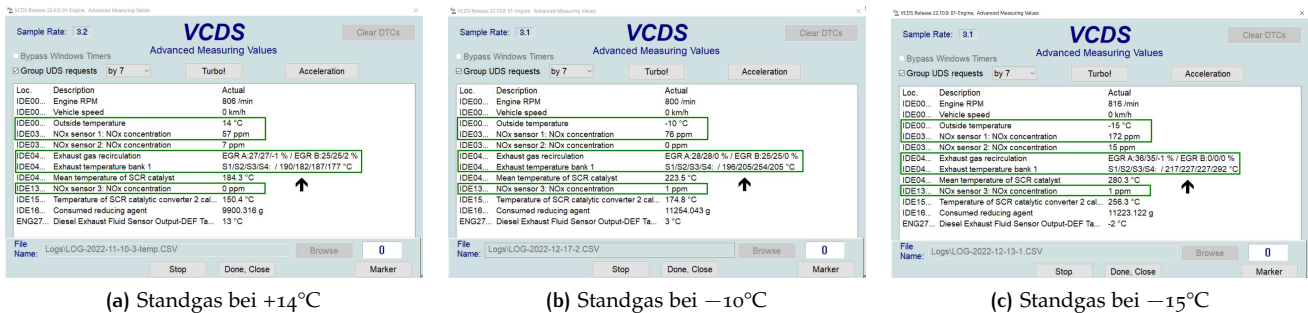 VCDS Release 22.9.0: 01-Engine, Advanced Measuring Values
Sample Rate: 3.2
VCDS
Clear DTCs
Advanced Measuring Values
Bypass Windows Timers
Group UDS requests by 7
Turbo!
Acceleration
Loc. Description Actual
IDE00... Engine RPM 806 /min
IDE00... Vehicle speed 0 km/h
IDE00... Outside temperature 14 °C
IDE03... NOx sensor 1: NOx concentration 57 ppm
IDE03... NOx sensor 2: NOx concentration 7 ppm
IDE04... Exhaust gas recirculation EGR A:27/27/-1 % / EGR B:25/25/2 %
IDE04... Exhaust temperature bank 1 S1/S2/S3/S4: / 190/182/187/177 °C
IDE04... Mean temperature of SCR catalyst 184.3 °C
IDE13... NOx sensor 3: NOx concentration 0 ppm
IDE15... Temperature of SCR catalytic converter 2 cal... 150.4 °C
IDE16... Consumed reducing agent 9900.316 g
ENG27... Diesel Exhaust Fluid Sensor Output-DEF Ta... 13 °C
File Name: Logs\LOG-2022-11-10-3-temp.CSV
Browse
0
Stop
Done, Close
Marker
(a) Standgas bei +14°C
VCDS Release 22.10.0: 01-Engine, Advanced Measuring Values
Sample Rate: 3.1
VCDS
Clear DTCs
Advanced Measuring Values
Bypass Windows Timers
Group UDS requests by 7
Turbo!
Acceleration
Loc. Description Actual
IDE00... Engine RPM 800 /min
IDE00... Vehicle speed 0 km/h
IDE00... Outside temperature -10 °C
IDE03... NOx sensor 1: NOx concentration 76 ppm
IDE03... NOx sensor 2: NOx concentration 0 ppm
IDE04... Exhaust gas recirculation EGR A:28/28/0 % / EGR B:25/25/0 %
IDE04... Exhaust temperature bank 1 S1/S2/S3/S4: / 196/205/254/205 °C
IDE04... Mean temperature of SCR catalyst 223.5 °C
IDE13... NOx sensor 3: NOx concentration 1 ppm
IDE15... Temperature of SCR catalytic converter 2 cal... 174.8 °C
IDE16... Consumed reducing agent 11254.043 g
ENG27... Diesel Exhaust Fluid Sensor Output-DEF Ta... 3 °C
File Name: Logs\LOG-2022-12-17-2.CSV
Browse
0
Stop
Done, Close
Marker
(b) Standgas bei −10°C
VCDS Release 22.10.0: 01-Engine, Advanced Measuring Values
Sample Rate: 3.1
VCDS
Clear DTCs
Advanced Measuring Values
Bypass Windows Timers
Group UDS requests by 7
Turbo!
Acceleration
Loc. Description Actual
IDE00... Engine RPM 816 /min
IDE00... Vehicle speed 0 km/h
IDE00... Outside temperature -15 °C
IDE03... NOx sensor 1: NOx concentration 172 ppm
IDE03... NOx sensor 2: NOx concentration 15 ppm
IDE04... Exhaust gas recirculation EGR A:36/35/-1 % / EGR B:0/0/0 %
IDE04... Exhaust temperature bank 1 S1/S2/S3/S4: / 217/227/227/292 °C
IDE04... Mean temperature of SCR catalyst 280.3 °C
IDE13... NOx sensor 3: NOx concentration 1 ppm
IDE15... Temperature of SCR catalytic converter 2 cal... 256.3 °C
IDE16... Consumed reducing agent 11223.122 g
ENG27... Diesel Exhaust Fluid Sensor Output-DEF Ta... -2 °C
File Name: Logs\LOG-2022-12-13-1.CSV
Browse
0
Stop
Done, Close
Marker
(c) Standgas bei −15°C